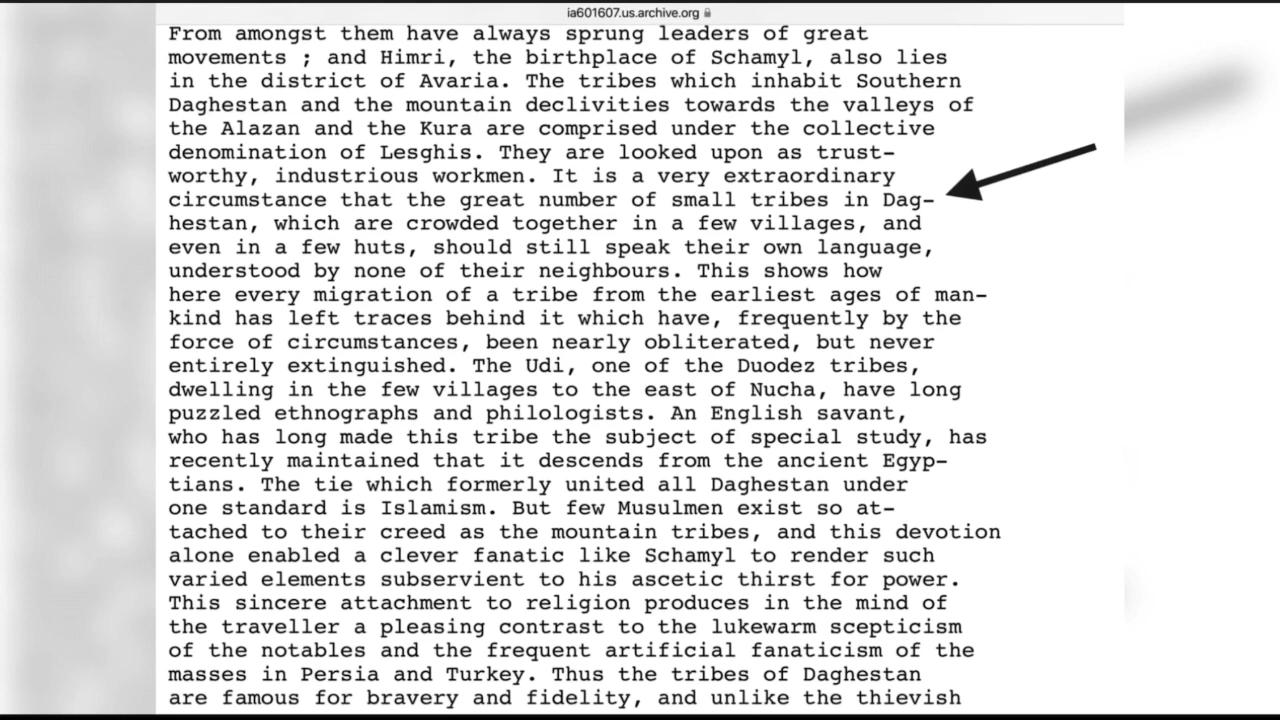 ia601607.us.archive.org
From amongst them have always sprung leaders of great
movements ; and Himri, the birthplace of Schamyl, also lies
in the district of Avaria. The tribes which inhabit Southern
Daghestan and the mountain declivities towards the valleys of
the Alazan and the Kura are comprised under the collective
denomination of Lesghis. They are looked upon as trust-
worthy, industrious workmen. It is a very extraordinary
circumstance that the great number of small tribes in Dag-
hestan, which are crowded together in a few villages, and
even in a few huts, should still speak their own language,
understood by none of their neighbours. This shows how
here every migration of a tribe from the earliest ages of man-
kind has left traces behind it which have, frequently by the
force of circumstances, been nearly obliterated, but never
entirely extinguished. The Udi, one of the Duodez tribes,
dwelling in the few villages to the east of Nucha, have long
puzzled ethnographs and philologists. An English savant,
who has long made this tribe the subject of special study, has
recently maintained that it descends from the ancient Egyp-
tians. The tie which formerly united all Daghestan under
one standard is Islamism. But few Musulmen exist so at-
tached to their creed as the mountain tribes, and this devotion
alone enabled a clever fanatic like Schamyl to render such
varied elements subservient to his ascetic thirst for power.
This sincere attachment to religion produces in the mind of
the traveller a pleasing contrast to the lukewarm scepticism
of the notables and the frequent artificial fanaticism of the
masses in Persia and Turkey. Thus the tribes of Daghestan
are famous for bravery and fidelity, and unlike the thievish